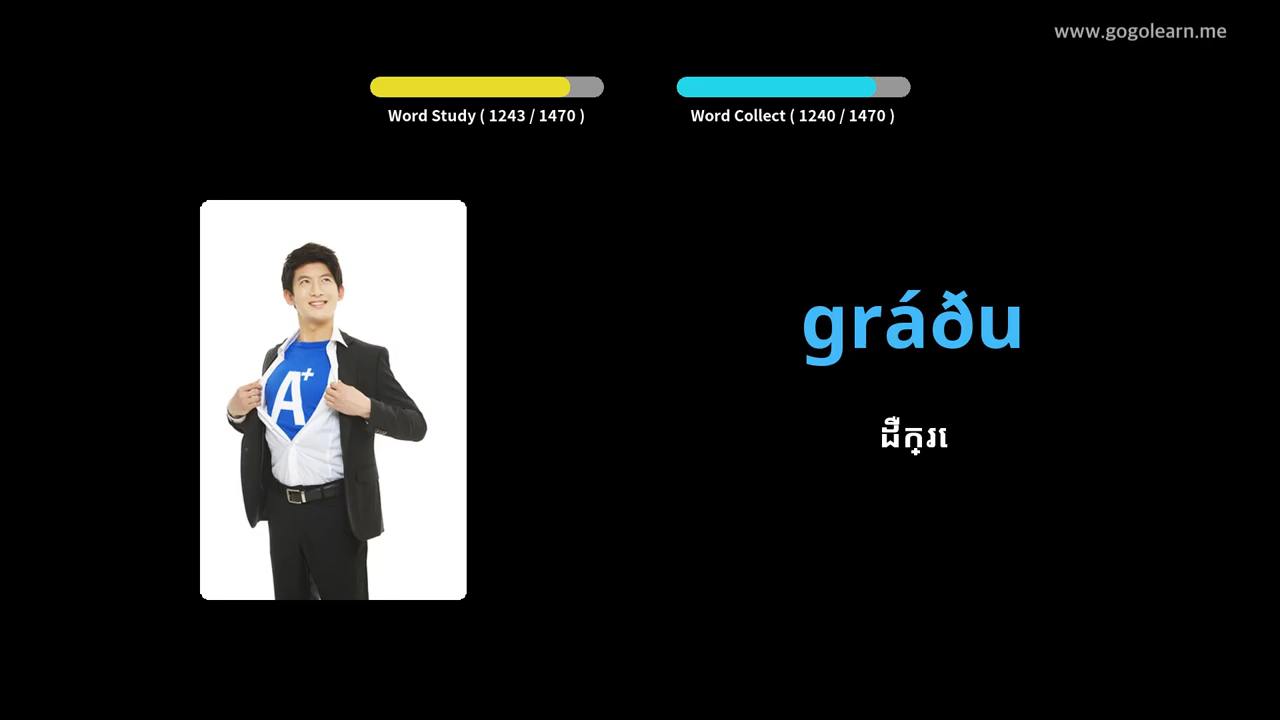 www.gogolearn.me
Word Study ( 1243 / 1470 )
Word Collect ( 1240 / 1470 )
A+
gráðu
ដឺក្រេ